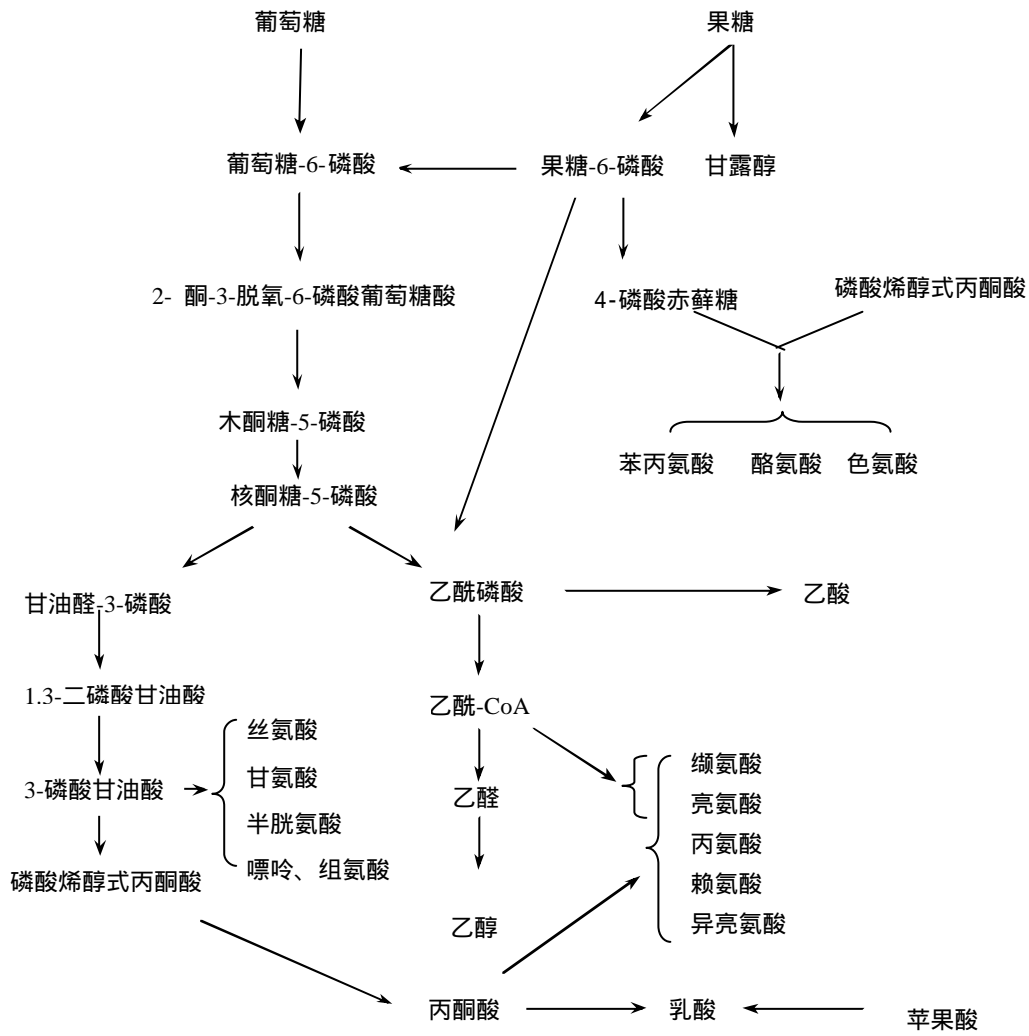 葡萄糖
果糖
葡萄糖-6-磷酸
果糖-6-磷酸
甘露醇
2- 酮-3-脱氧-6-磷酸葡萄糖酸
4-磷酸赤藓糖
磷酸烯醇式丙酮酸
木酮糖-5-磷酸
苯丙氨酸
酪氨酸
色氨酸
核酮糖-5-磷酸
甘油醛-3-磷酸
乙酰磷酸
乙酸
1.3-二磷酸甘油酸
乙酰-CoA
丝氨酸
缬氨酸
3-磷酸甘油酸
甘氨酸
乙醛
亮氨酸
半胱氨酸
丙氨酸
磷酸烯醇式丙酮酸
嘌呤、组氨酸
赖氨酸
乙醇
异亮氨酸
丙酮酸
乳酸
苹果酸